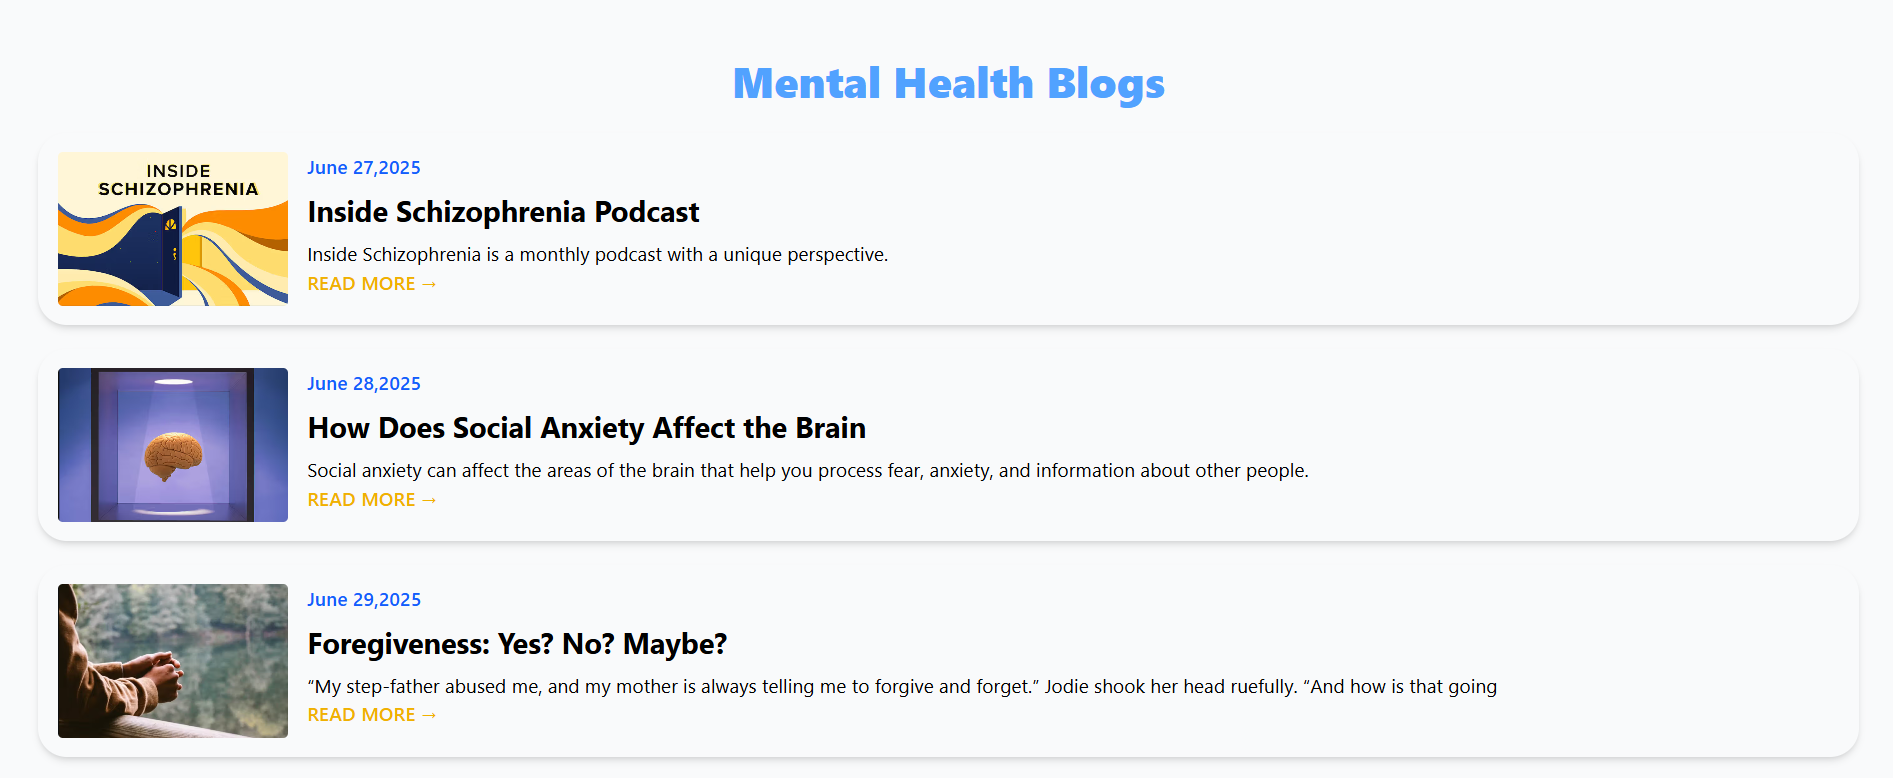 Mental Health Blogs
INSIDE
SCHIZOPHRENIA
June 27,2025
Inside Schizophrenia Podcast
Inside Schizophrenia is a monthly podcast with a unique perspective.
READ MORE →
June 28,2025
How Does Social Anxiety Affect the Brain
Social anxiety can affect the areas of the brain that help you process fear, anxiety, and information about other people.
READ MORE →
June 29,2025
Foregiveness: Yes? No? Maybe?
“My step-father abused me, and my mother is always telling me to forgive and forget.” Jodie shook her head ruefully. “And how is that going
READ MORE →